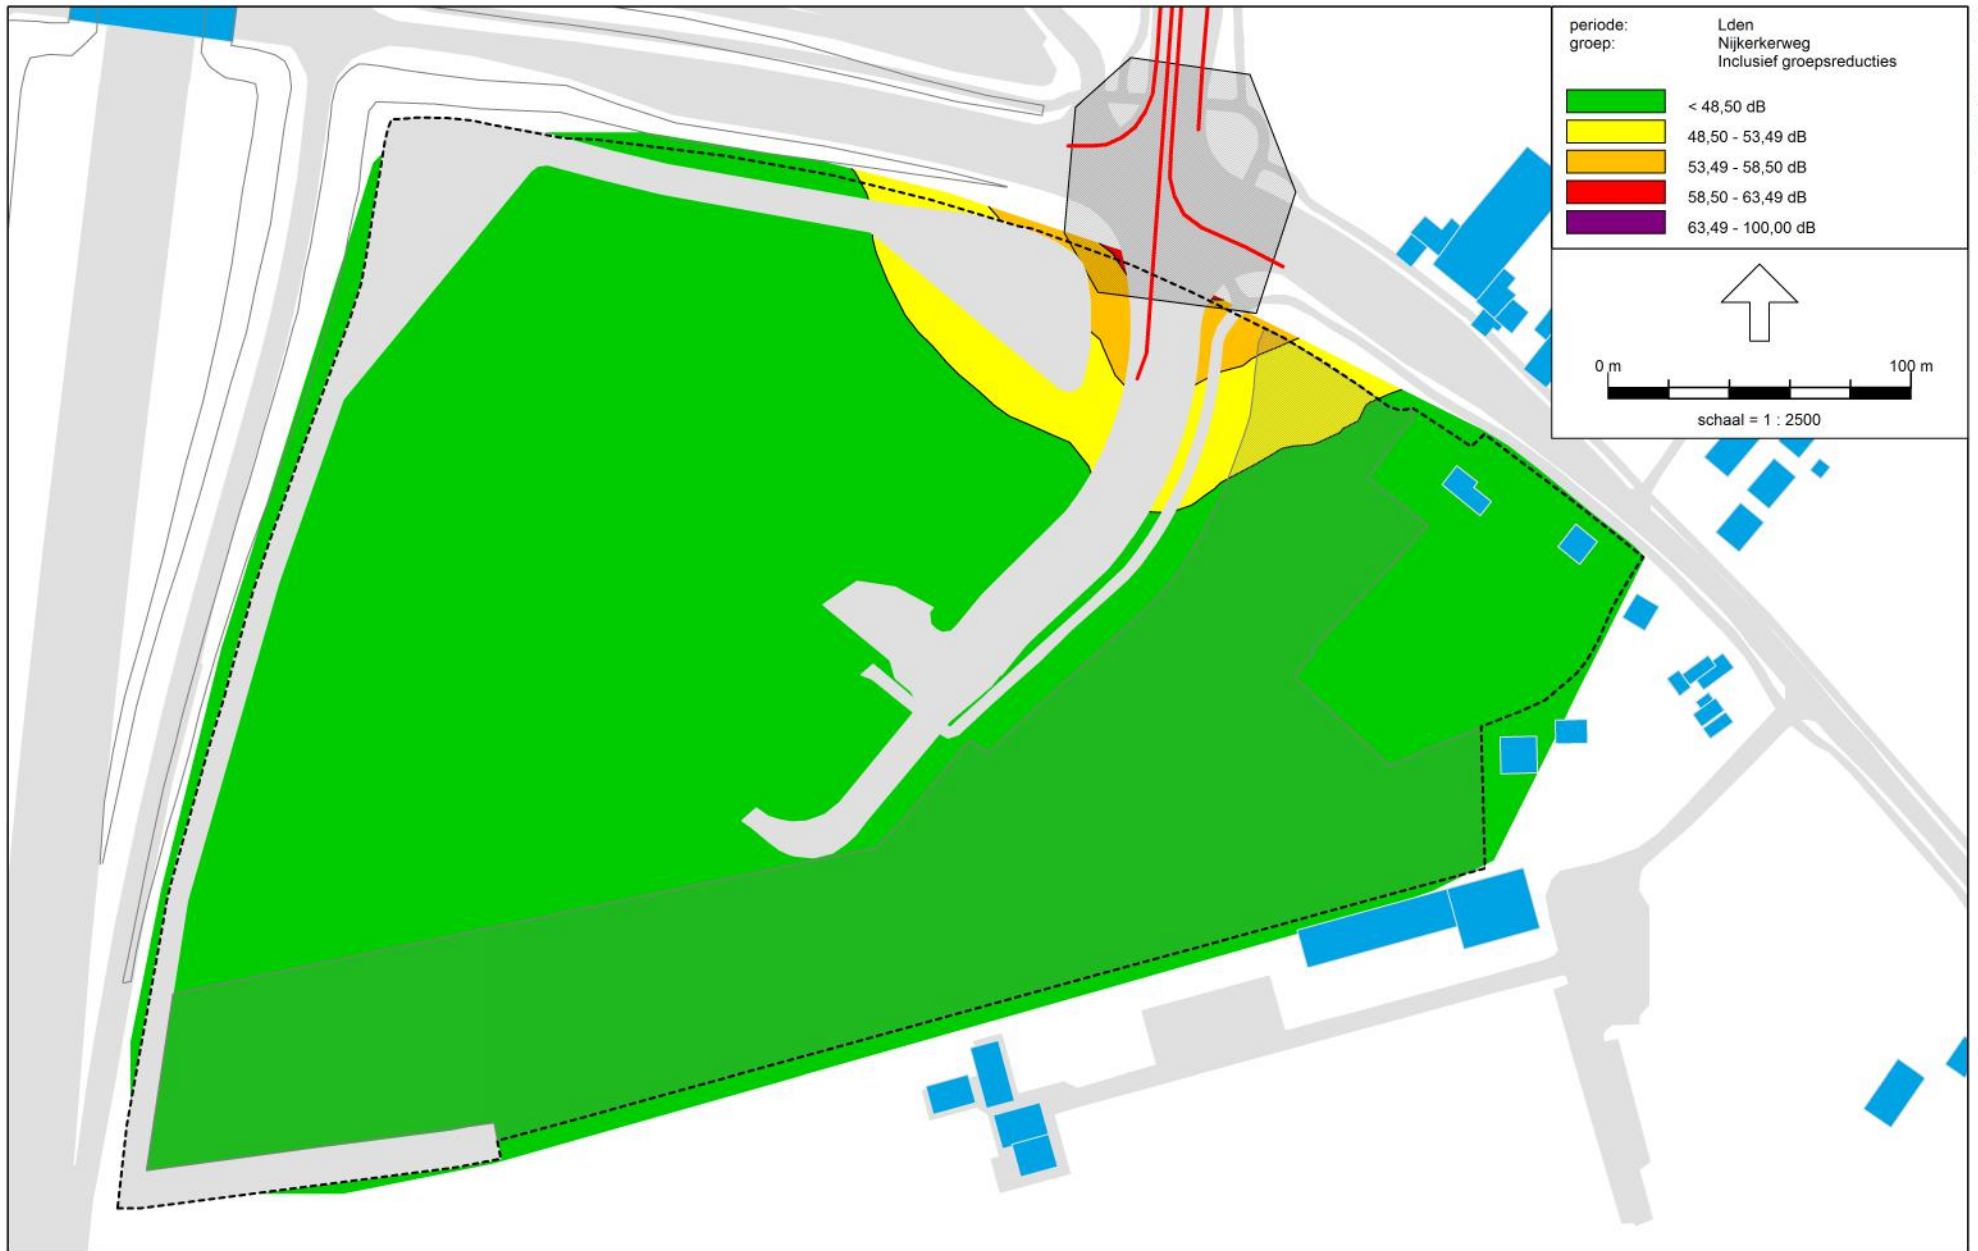 periode: Lden
groep: Nijkerkerweg
Inclusief groepsreducties
< 48,50 dB
48,50 - 53,49 dB
53,49 - 58,50 dB
58,50 - 63,49 dB
63,49 - 100,00 dB
0 m 100 m
schaal = 1 : 2500